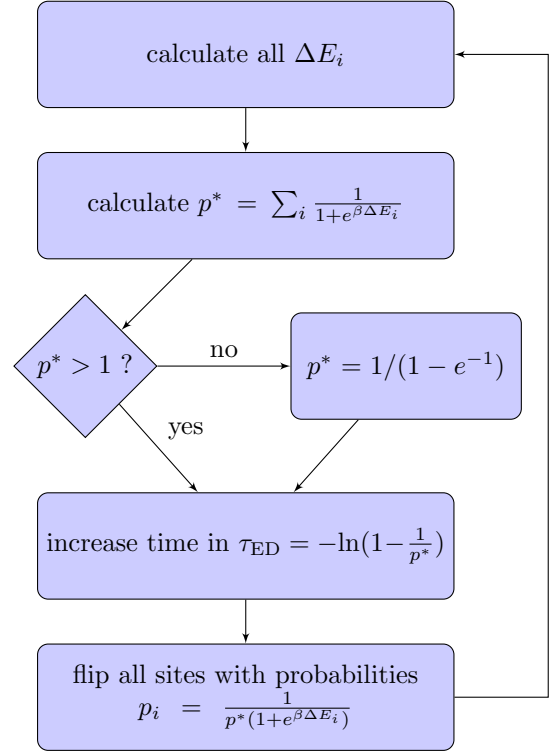 calculate all ΔE_i
calculate p* = ∑_i 1/(1+e^{βΔE_i})
p* > 1 ?
no
p* = 1/(1 − e^{−1})
yes
increase time in τ_ED = −ln(1−1/p*)
flip all sites with probabilities
p_i = 1/(p*(1+e^{βΔE_i}))